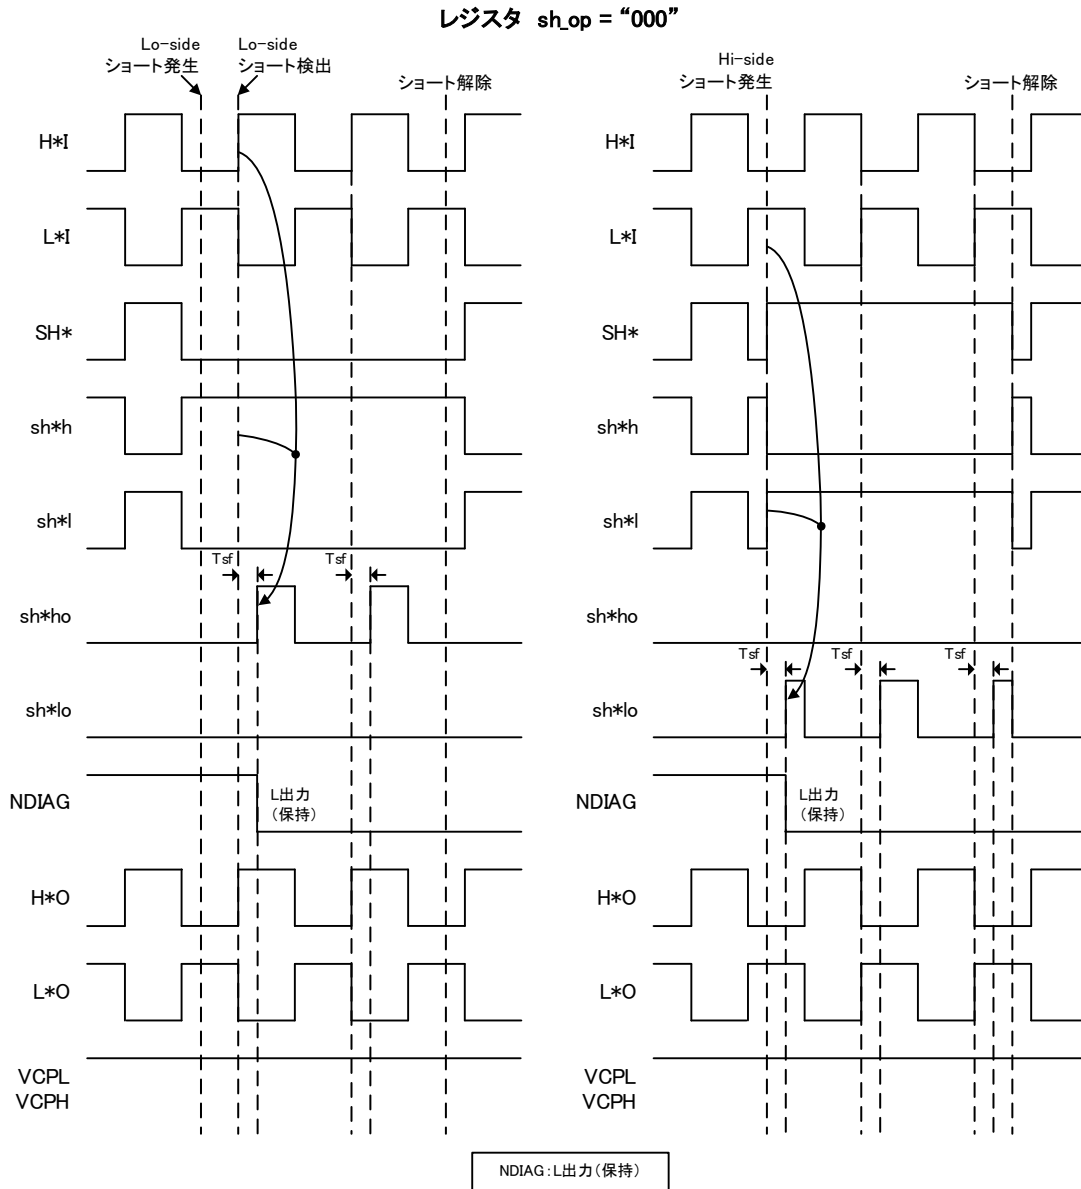 レジスタ sh_op = “000”
Lo-side
ショート発生
Lo-side
ショート検出
ショート解除
H*I
L*I
SH*
sh*h
sh*l
Tsf
Tsf
sh*ho
sh*lo
NDIAG
L出力
（保持）
H*O
L*O
VCPL
VCPH
Hi-side
ショート発生
ショート解除
H*I
L*I
SH*
sh*h
sh*l
sh*ho
Tsf
Tsf
Tsf
sh*lo
NDIAG
L出力
（保持）
H*O
L*O
VCPL
VCPH
NDIAG：L出力（保持）